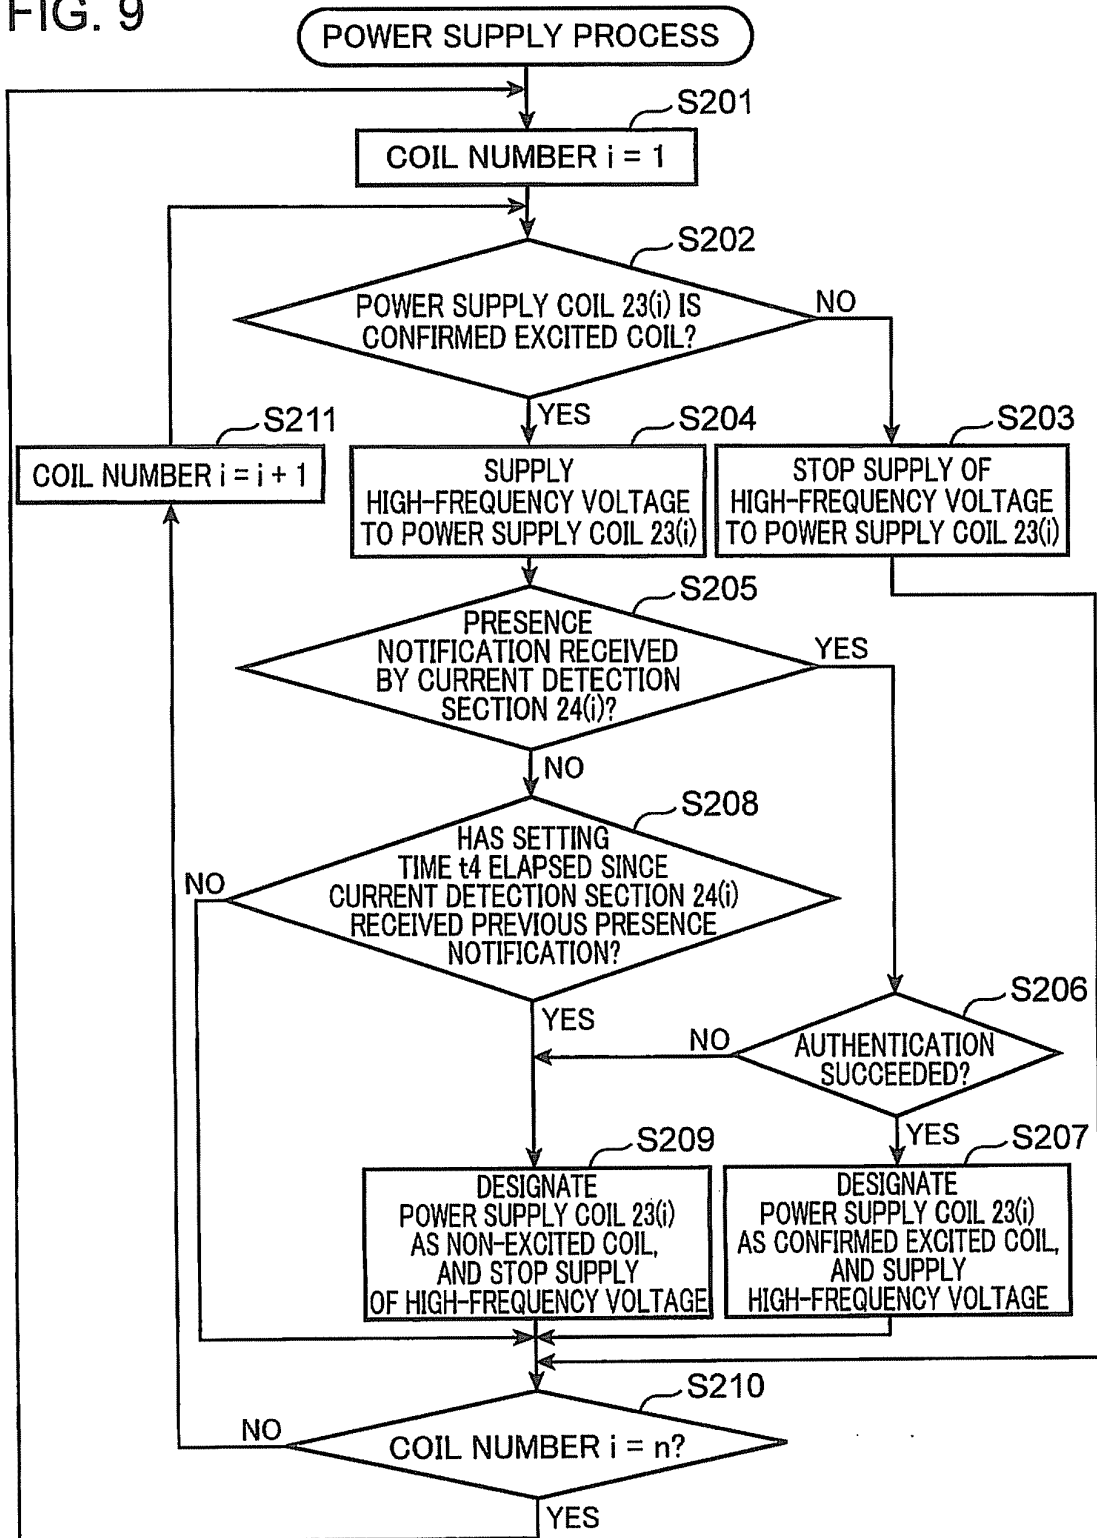 FIG. 9
POWER SUPPLY PROCESS
S201
COIL NUMBER i = 1
S202
POWER SUPPLY COIL 23(i) IS
CONFIRMED EXCITED COIL?
NO
YES
S211
COIL NUMBER i = i + 1
S204
SUPPLY
HIGH-FREQUENCY VOLTAGE
TO POWER SUPPLY COIL 23(i)
S203
STOP SUPPLY OF
HIGH-FREQUENCY VOLTAGE
TO POWER SUPPLY COIL 23(i)
S205
PRESENCE
NOTIFICATION RECEIVED
BY CURRENT DETECTION
SECTION 24(i)?
YES
NO
S208
HAS SETTING
TIME t4 ELAPSED SINCE
CURRENT DETECTION SECTION 24(i)
RECEIVED PREVIOUS PRESENCE
NOTIFICATION?
NO
YES
S206
AUTHENTICATION
SUCCEEDED?
NO
YES
S209
DESIGNATE
POWER SUPPLY COIL 23(i)
AS NON-EXCITED COIL,
AND STOP SUPPLY
OF HIGH-FREQUENCY VOLTAGE
S207
DESIGNATE
POWER SUPPLY COIL 23(i)
AS CONFIRMED EXCITED COIL,
AND SUPPLY
HIGH-FREQUENCY VOLTAGE
S210
COIL NUMBER i = n?
NO
YES